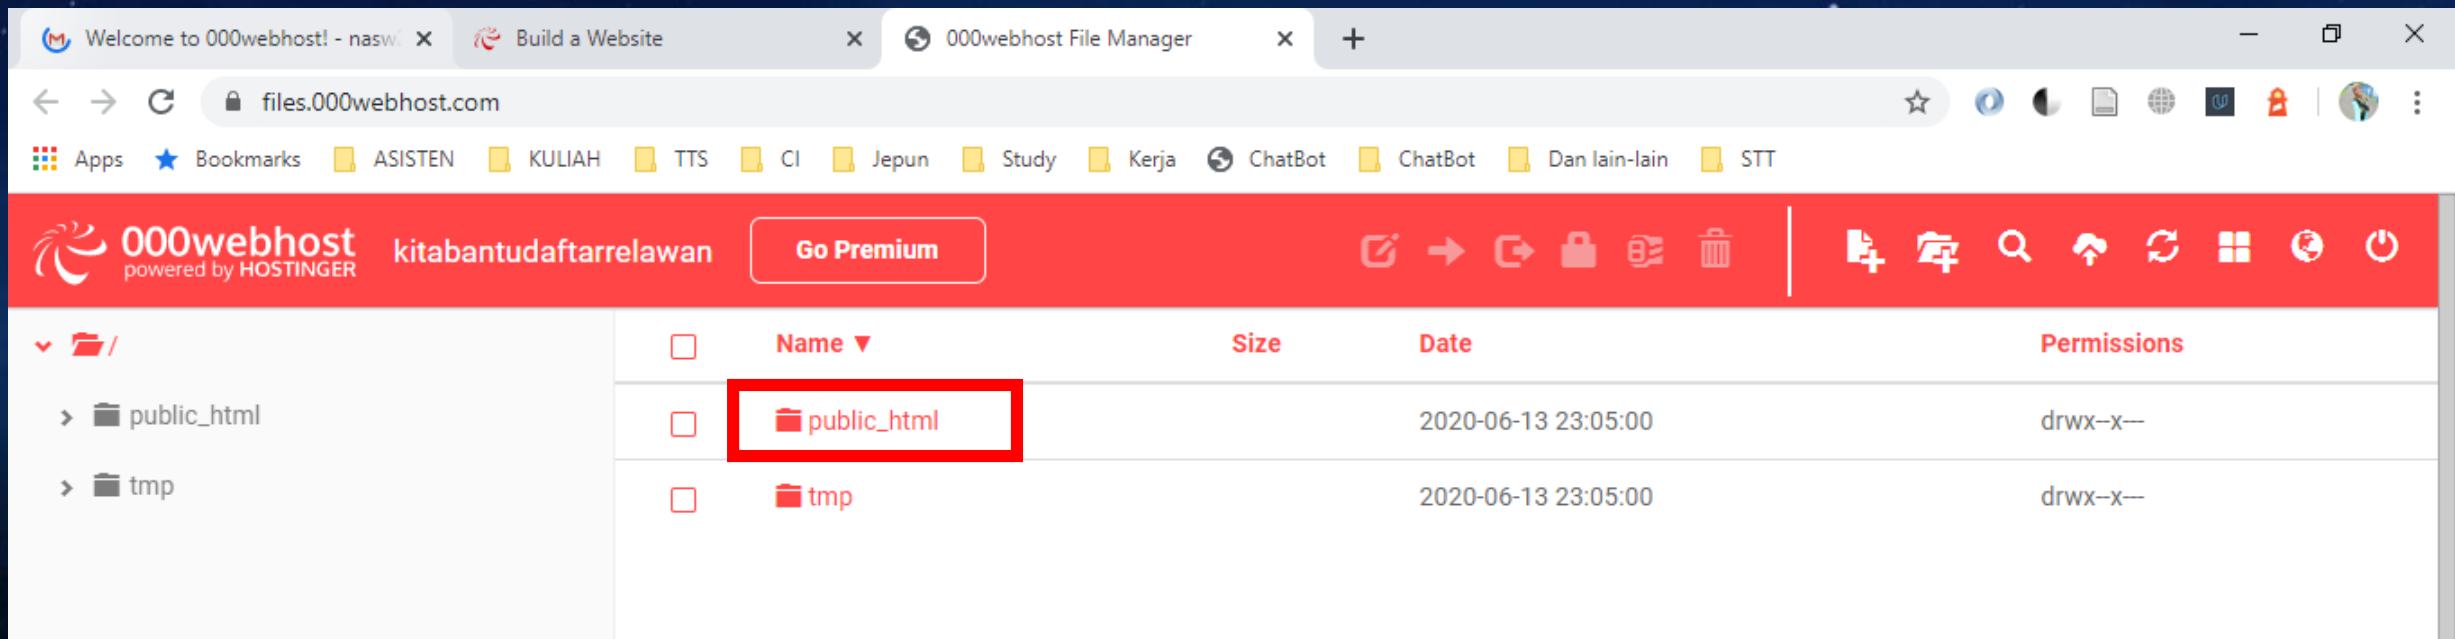 Welcome to 000webhost! - nasw
Build a Website
000webhost File Manager
files.000webhost.com
Apps Bookmarks ASISTEN KULIAH TTS CI Jepun Study Kerja ChatBot ChatBot Dan lain-lain STT
000webhost
powered by HOSTINGER
kitabantudaftarrelawan
Go Premium
/
public_html
tmp
Name ▼ Size Date Permissions
public_html 2020-06-13 23:05:00 drwx--x---
tmp 2020-06-13 23:05:00 drwx--x---